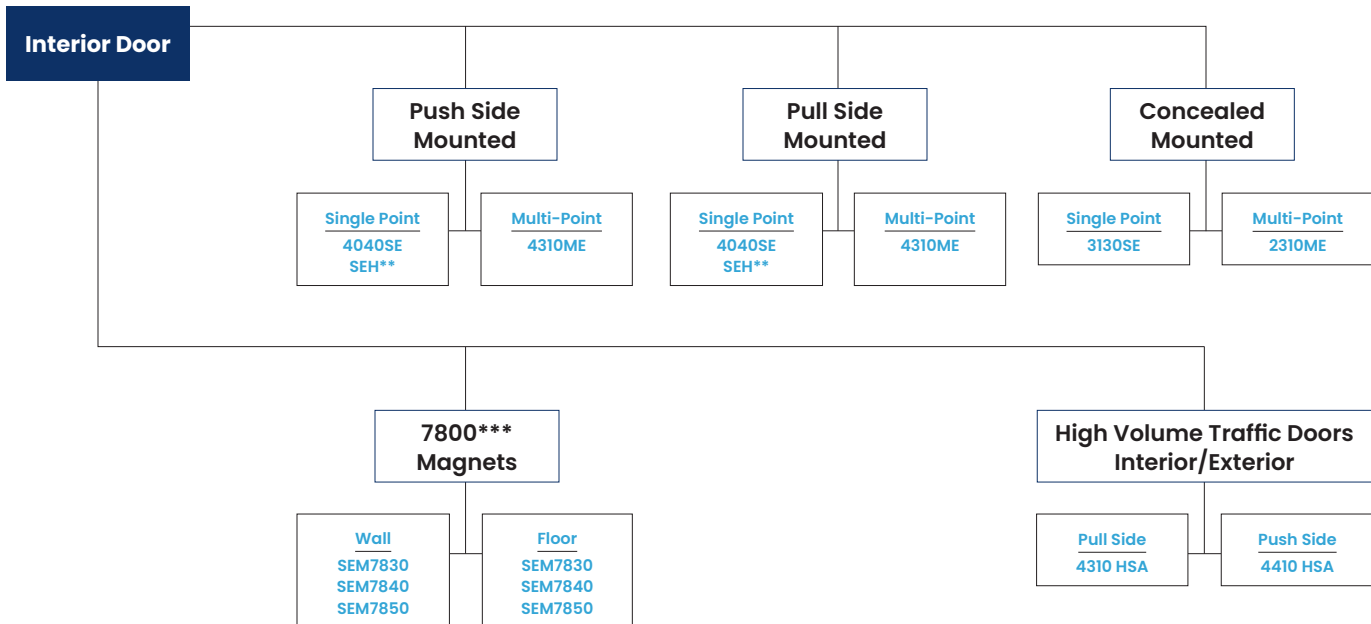 Interior Door
Push Side
Mounted
Pull Side
Mounted
Concealed
Mounted
Single Point
4040SE
SEH**
Multi-Point
4310ME
Single Point
4040SE
SEH**
Multi-Point
4310ME
Single Point
3130SE
Multi-Point
2310ME
7800***
Magnets
High Volume Traffic Doors
Interior/Exterior
Wall
SEM7830
SEM7840
SEM7850
Floor
SEM7830
SEM7840
SEM7850
Pull Side
4310 HSA
Push Side
4410 HSA